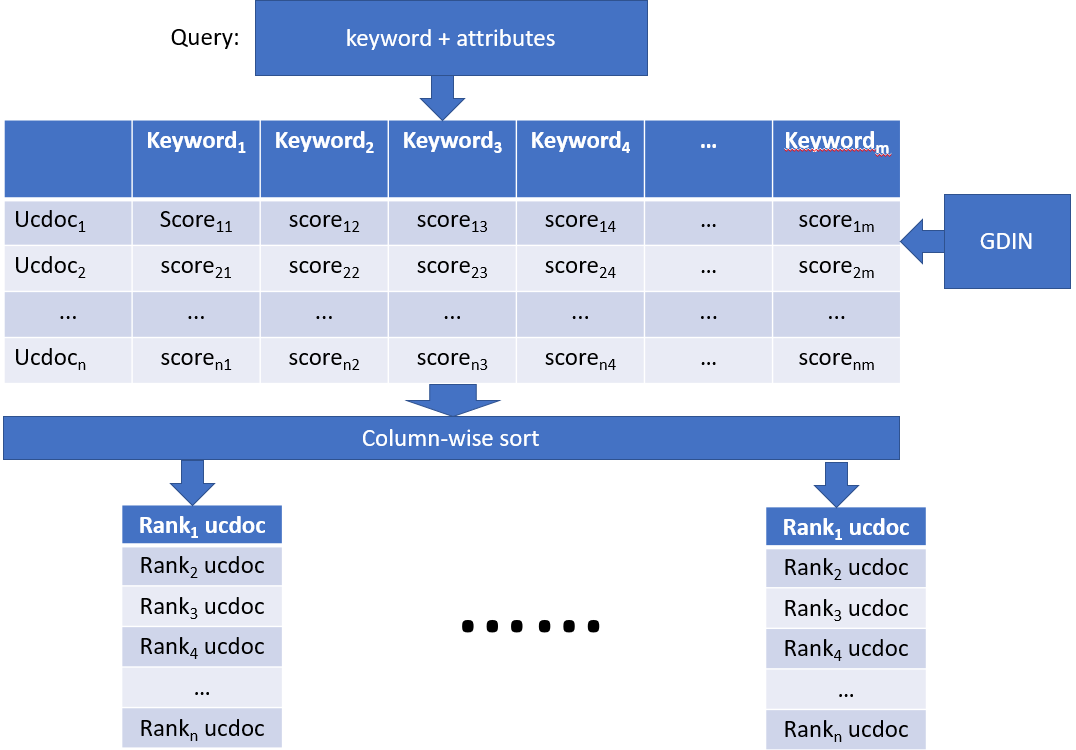 Query: keyword + attributes
Keyword₁ Keyword₂ Keyword₃ Keyword₄ ... Keywordₘ
Ucdoc₁ Score₁₁ score₁₂ score₁₃ score₁₄ ... score₁ₘ
GDIN
Ucdoc₂ score₂₁ score₂₂ score₂₃ score₂₄ ... score₂ₘ
... ... ... ... ... ... ...
Ucdocₙ scoreₙ₁ scoreₙ₂ scoreₙ₃ scoreₙ₄ ... scoreₙₘ
Column-wise sort
Rank₁ ucdoc
Rank₂ ucdoc
Rank₃ ucdoc
Rank₄ ucdoc
...
Rankₙ ucdoc
......
Rank₁ ucdoc
Rank₂ ucdoc
Rank₃ ucdoc
Rank₄ ucdoc
...
Rankₙ ucdoc